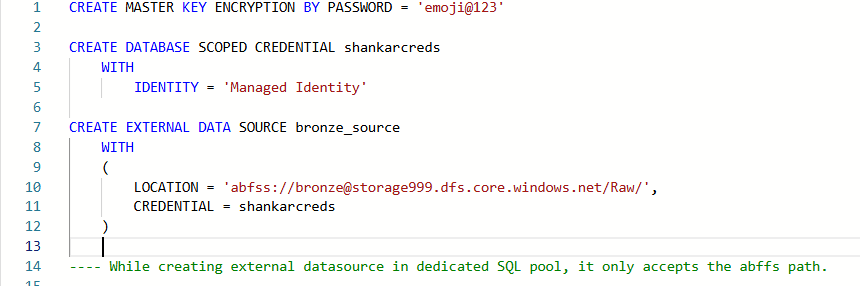 1 CREATE MASTER KEY ENCRYPTION BY PASSWORD = 'emoji@123'
2
3 CREATE DATABASE SCOPED CREDENTIAL shankarcreds
4 WITH
5 IDENTITY = 'Managed Identity'
6
7 CREATE EXTERNAL DATA SOURCE bronze_source
8 WITH
9 (
10 LOCATION = 'abfss://bronze@storage999.dfs.core.windows.net/Raw/',
11 CREDENTIAL = shankarcreds
12 )
13
14 ---- While creating external datasource in dedicated SQL pool, it only accepts the abffs path.
15